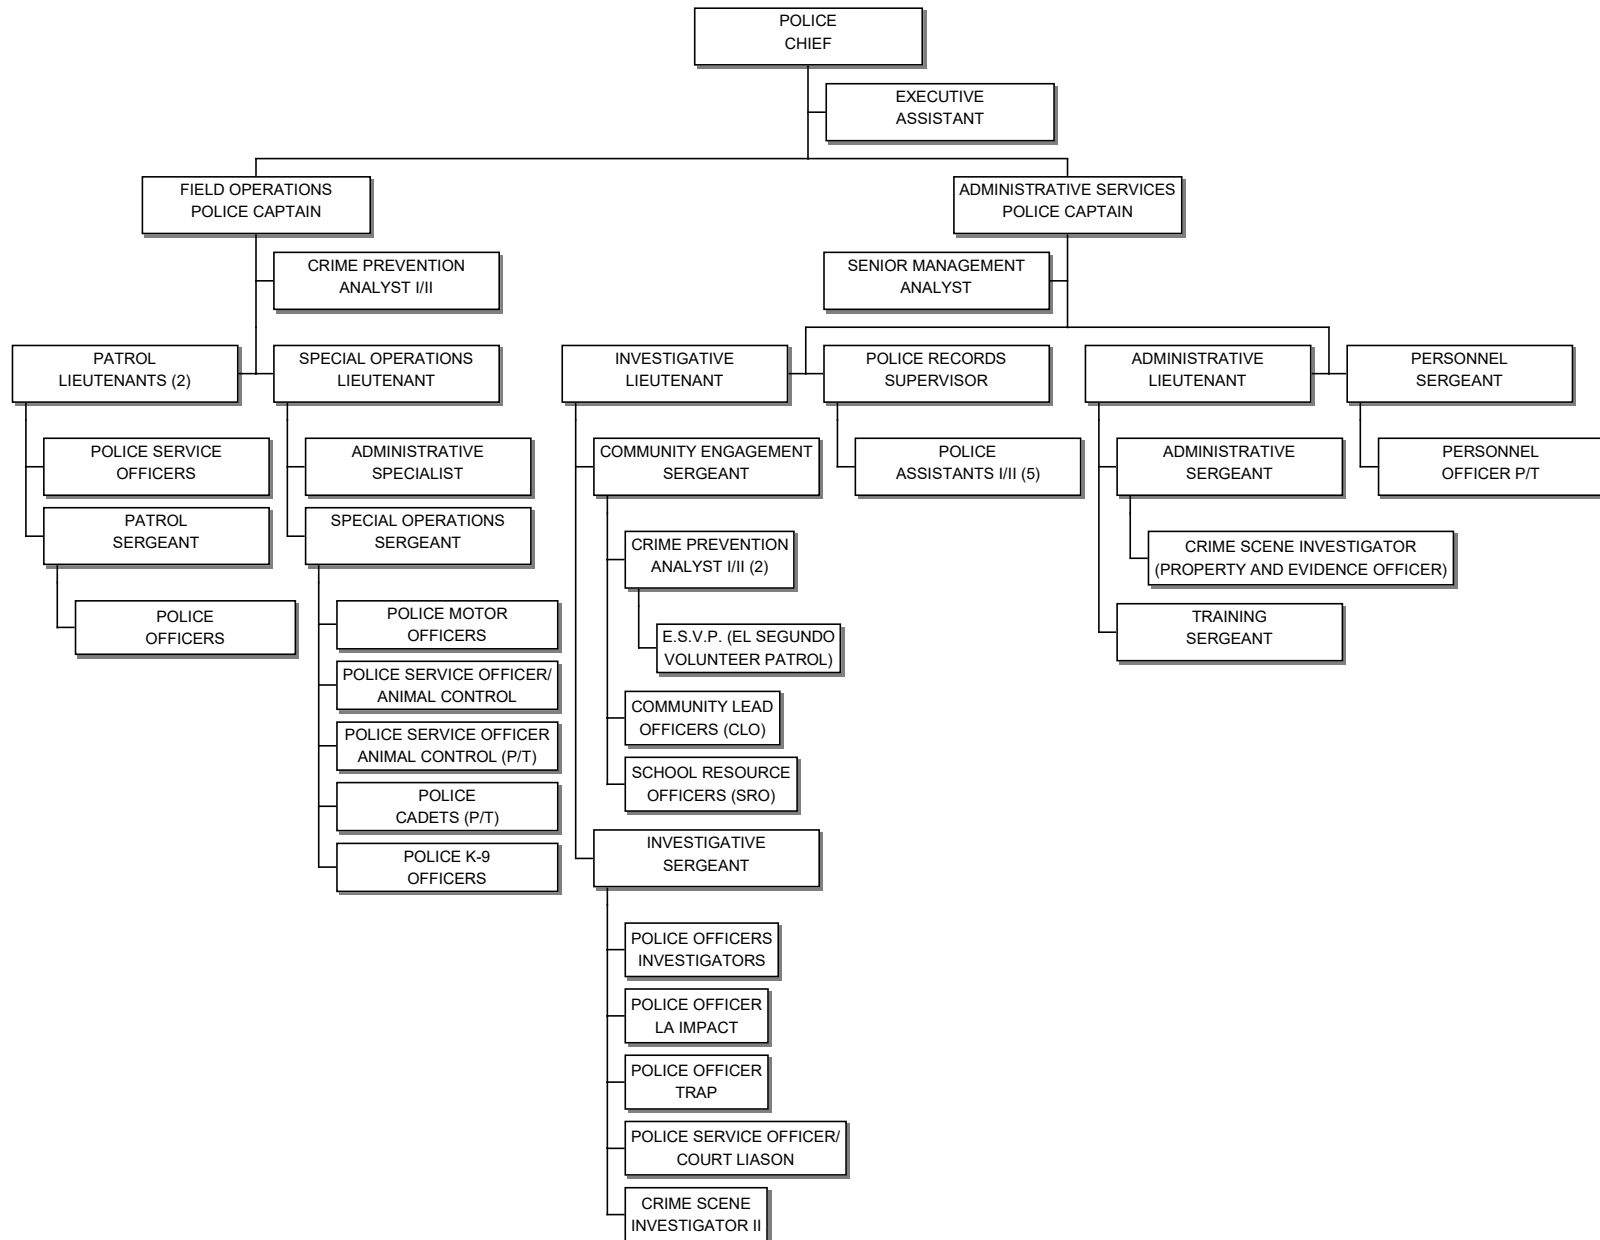 POLICE
CHIEF
EXECUTIVE
ASSISTANT
FIELD OPERATIONS
POLICE CAPTAIN
ADMINISTRATIVE SERVICES
POLICE CAPTAIN
CRIME PREVENTION
ANALYST I/II
SENIOR MANAGEMENT
ANALYST
PATROL
LIEUTENANTS (2)
SPECIAL OPERATIONS
LIEUTENANT
INVESTIGATIVE
LIEUTENANT
POLICE RECORDS
SUPERVISOR
ADMINISTRATIVE
LIEUTENANT
PERSONNEL
SERGEANT
POLICE SERVICE
OFFICERS
PATROL
SERGEANT
POLICE
OFFICERS
ADMINISTRATIVE
SPECIALIST
SPECIAL OPERATIONS
SERGEANT
POLICE MOTOR
OFFICERS
POLICE SERVICE OFFICER/
ANIMAL CONTROL
POLICE SERVICE OFFICER
ANIMAL CONTROL (P/T)
POLICE
CADETS (P/T)
POLICE K-9
OFFICERS
COMMUNITY ENGAGEMENT
SERGEANT
CRIME PREVENTION
ANALYST I/II (2)
E.S.V.P. (EL SEGUNDO
VOLUNTEER PATROL)
COMMUNITY LEAD
OFFICERS (CLO)
SCHOOL RESOURCE
OFFICERS (SRO)
INVESTIGATIVE
SERGEANT
POLICE OFFICERS
INVESTIGATORS
POLICE OFFICER
LA IMPACT
POLICE OFFICER
TRAP
POLICE SERVICE OFFICER/
COURT LIASON
CRIME SCENE
INVESTIGATOR II
POLICE
ASSISTANTS I/II (5)
ADMINISTRATIVE
SERGEANT
CRIME SCENE INVESTIGATOR
(PROPERTY AND EVIDENCE OFFICER)
TRAINING
SERGEANT
PERSONNEL
OFFICER P/T